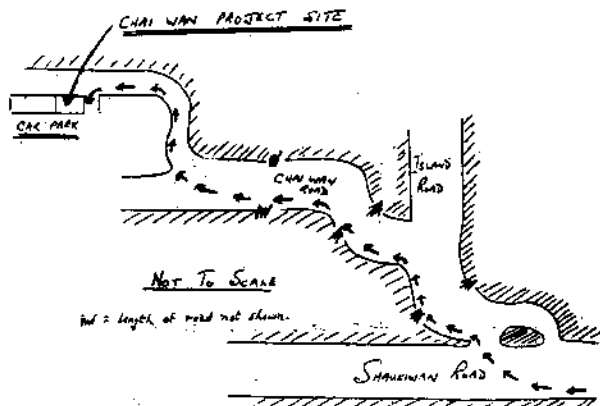 CHAI WAN PROJECT SITE
CAR PARK
CHAI WAN
ROAD
ISLAND
ROAD
NOT TO SCALE
= Length of road not shown.
SHAUKIWAN ROAD